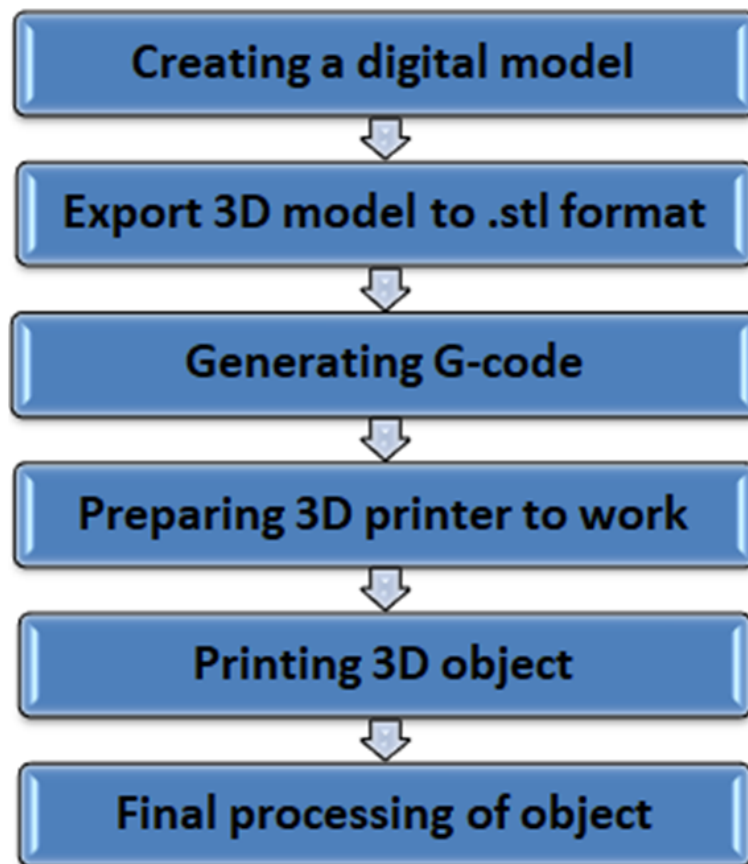 Creating a digital model
Export 3D model to .stl format
Generating G-code
Preparing 3D printer to work
Printing 3D object
Final processing of object